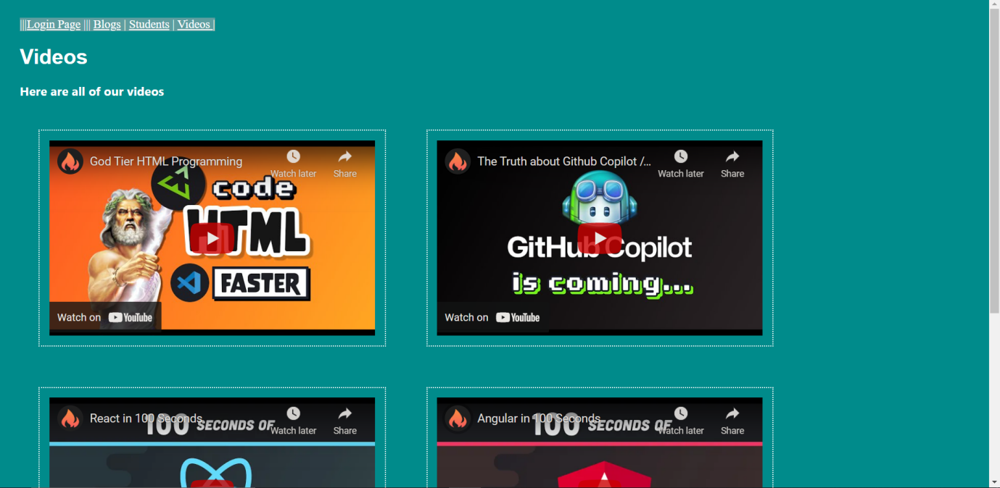 |||Login Page ||| Blogs | Students | Videos |
Videos
Here are all of our videos
God Tier HTML Programming
Watch later
Share
code
HTML
FASTER
Watch on YouTube
The Truth about Github Copilot /...
Watch later
Share
GitHub Copilot
is coming...
Watch on YouTube
React in 100 Seconds
Watch later
Share
100 SECONDS OF
Angular in 100 Seconds
Watch later
Share
100 SECONDS OF